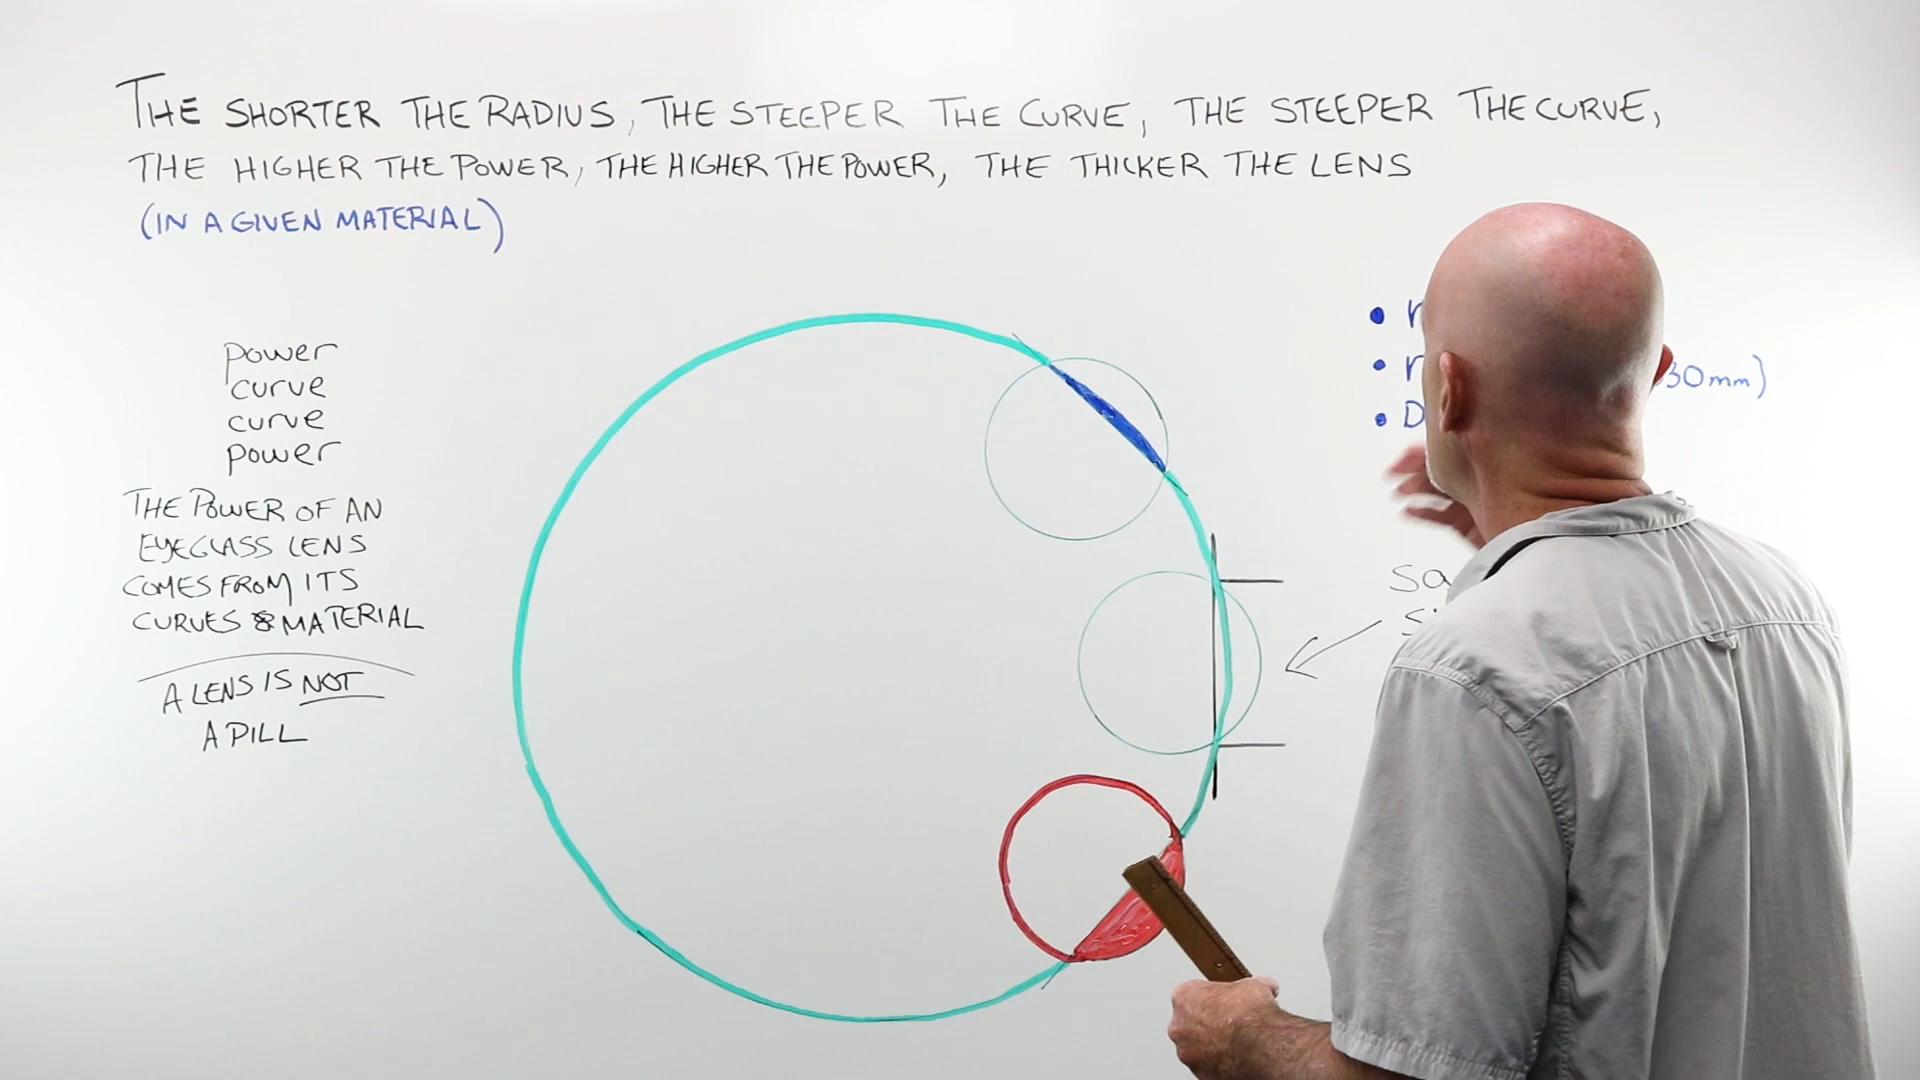 THE SHORTER THE RADIUS, THE STEEPER THE CURVE, THE STEEPER THE CURVE,
THE HIGHER THE POWER, THE HIGHER THE POWER, THE THICKER THE LENS
(IN A GIVEN MATERIAL)
power
curve
curve
power
THE POWER OF AN
EYEGLASS LENS
COMES FROM ITS
CURVES & MATERIAL
A LENS IS NOT
A PILL
30mm)